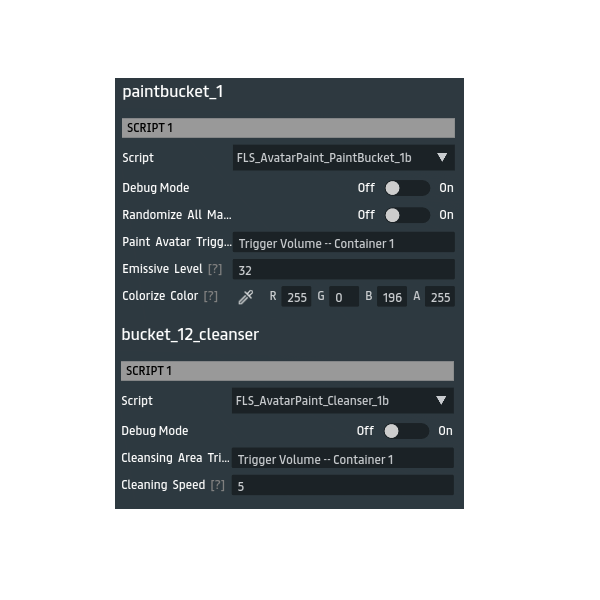 paintbucket_1
SCRIPT 1
Script FLS_AvatarPaint_PaintBucket_1b
Debug Mode Off On
Randomize All Ma... Off On
Paint Avatar Trigg... Trigger Volume -- Container 1
Emissive Level [?] 32
Colorize Color [?] R 255 G 0 B 196 A 255
bucket_12_cleanser
SCRIPT 1
Script FLS_AvatarPaint_Cleanser_1b
Debug Mode Off On
Cleansing Area Tri... Trigger Volume -- Container 1
Cleaning Speed [?] 5